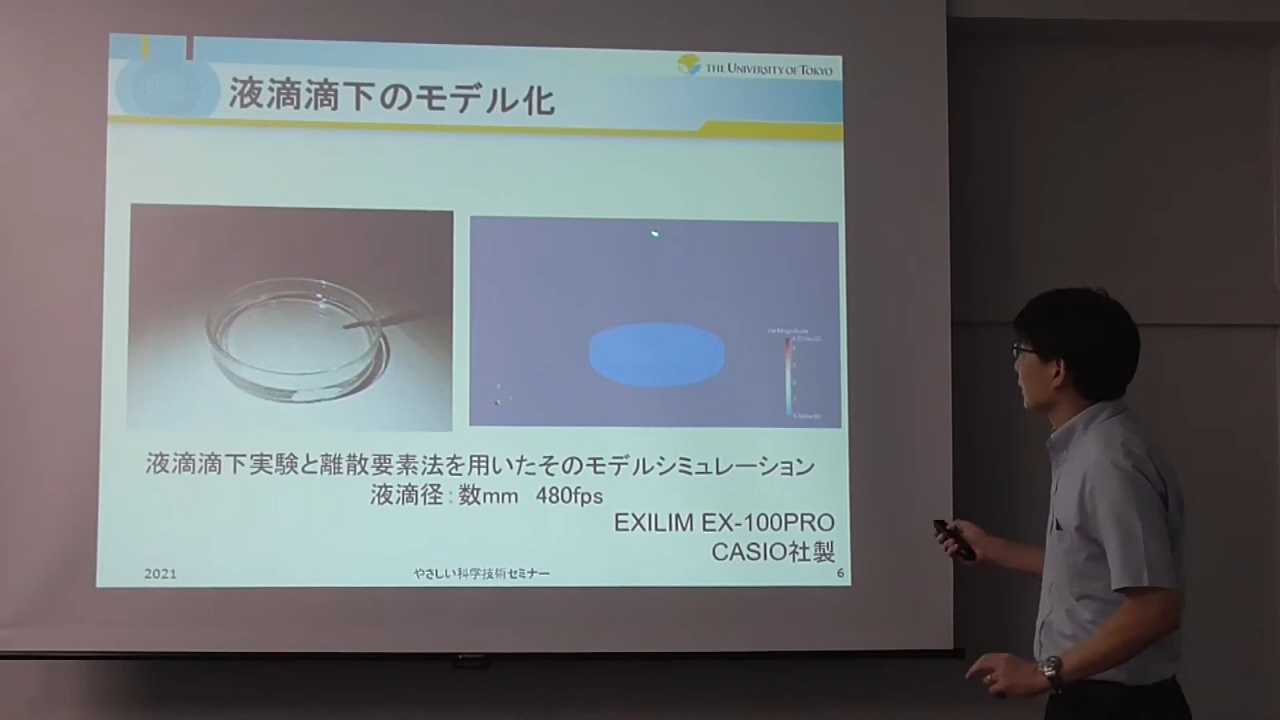 THE UNIVERSITY OF TOKYO
液滴滴下のモデル化
液滴滴下実験と離散要素法を用いたそのモデルシミュレーション
液滴径:数mm 480fps
EXILIM EX-100PRO
CASIO社製
2021
やさしい科学技術セミナー
6